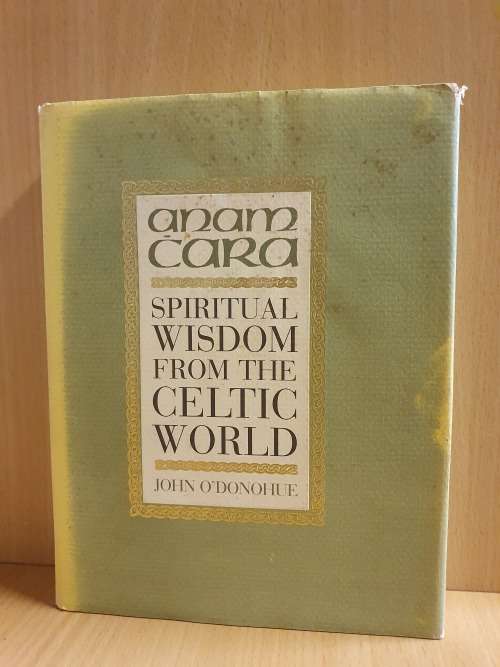 anam
ċara
SPIRITUAL
WISDOM
FROM THE
CELTIC
WORLD
JOHN O'DONOHUE